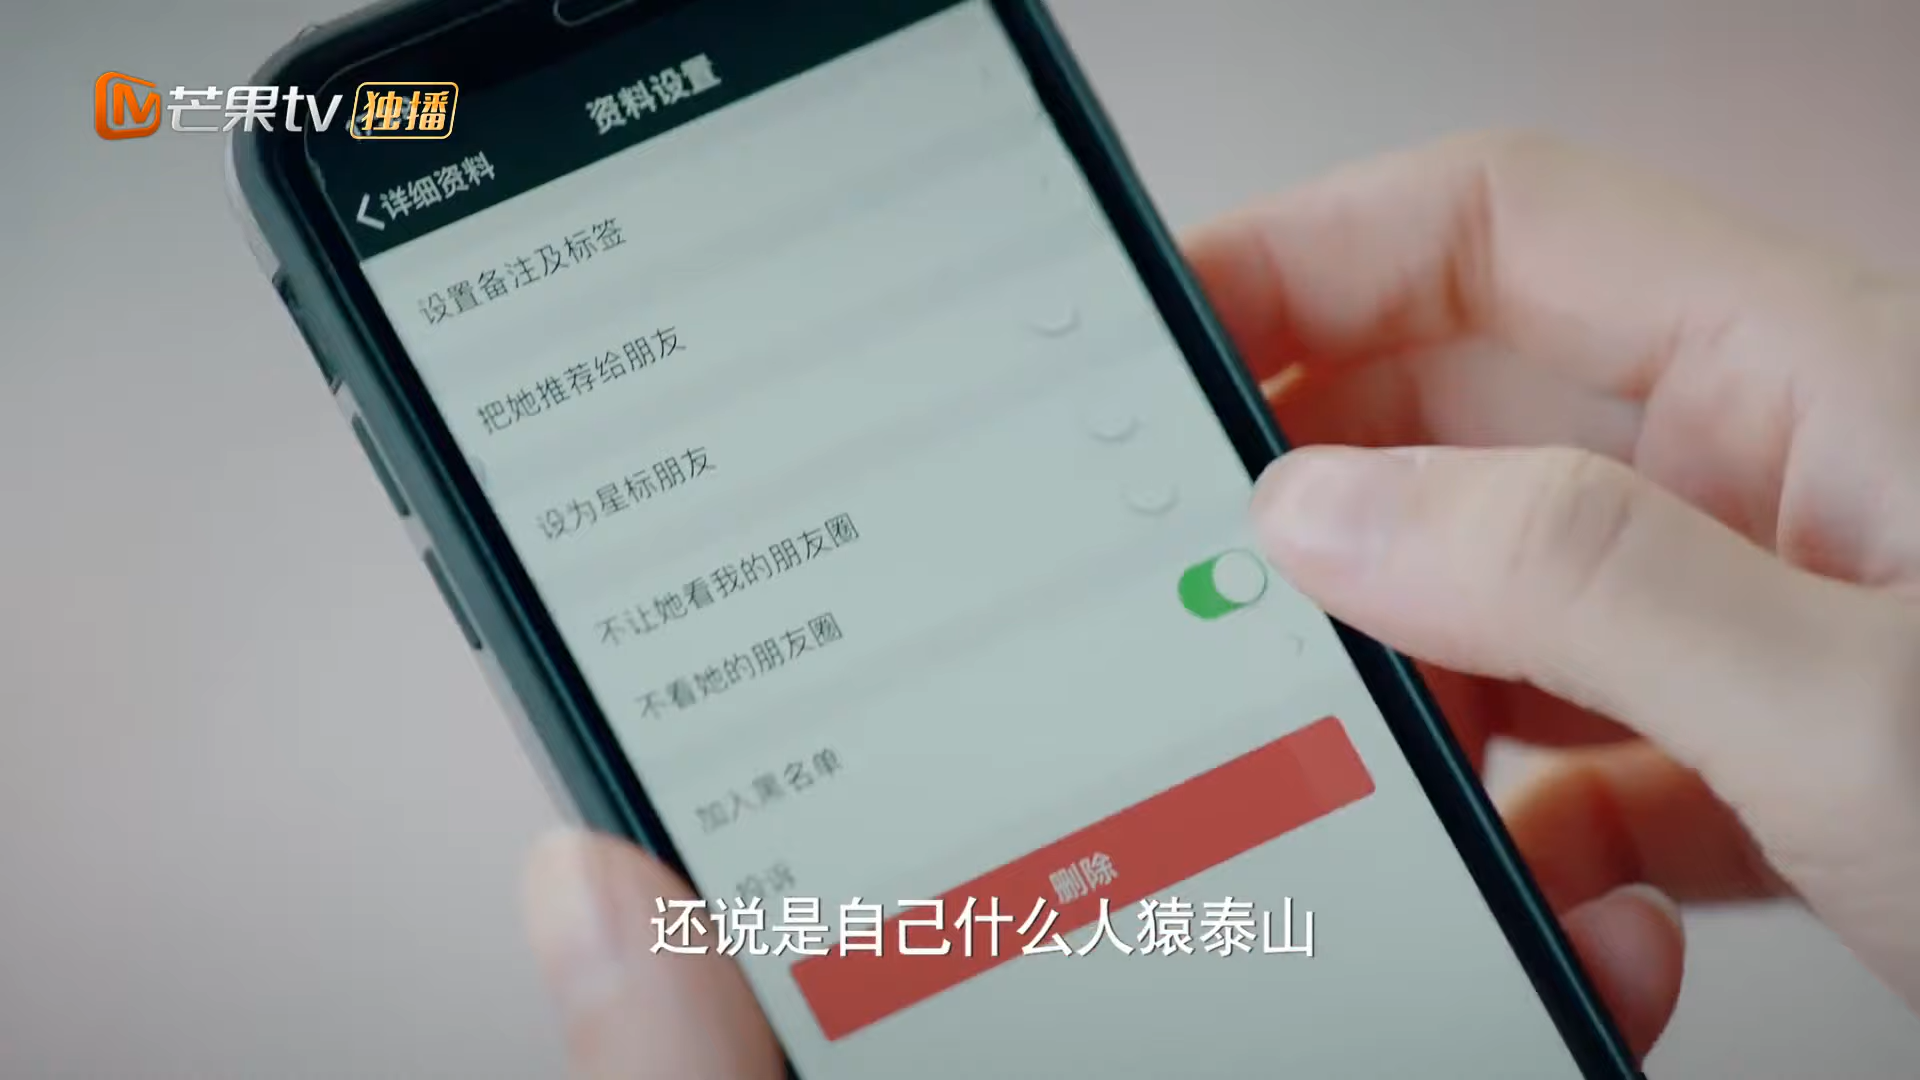 芒果tv 独播
资料设置
详细资料
设置备注及标签
把她推荐给朋友
设为星标朋友
不让她看我的朋友圈
不看她的朋友圈
加入黑名单
投诉
删除
还说是自己什么人猿泰山